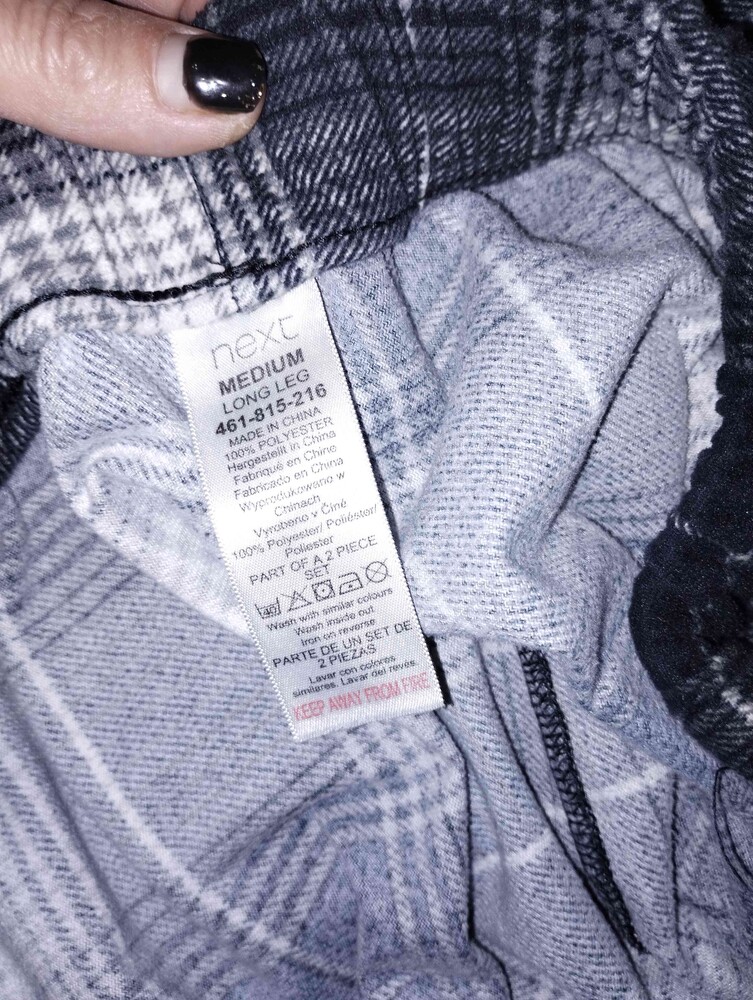 next
MEDIUM
LONG LEG
461-815-216
MADE IN CHINA
100% POLYESTER
Hergestellt in China
Fabriqué en Chine
Fabricado en China
Wyprodukowano w
Chinach
Vyrobeno v Číně
100% Polyester/ Poliéster/
Poliester
PART OF A 2 PIECE
SET
40
Wash with similar colours
Wash inside out
Iron on reverse
PARTE DE UN SET DE
2 PIEZAS
Lavar con colores
similares. Lavar del revés.
KEEP AWAY FROM FIRE